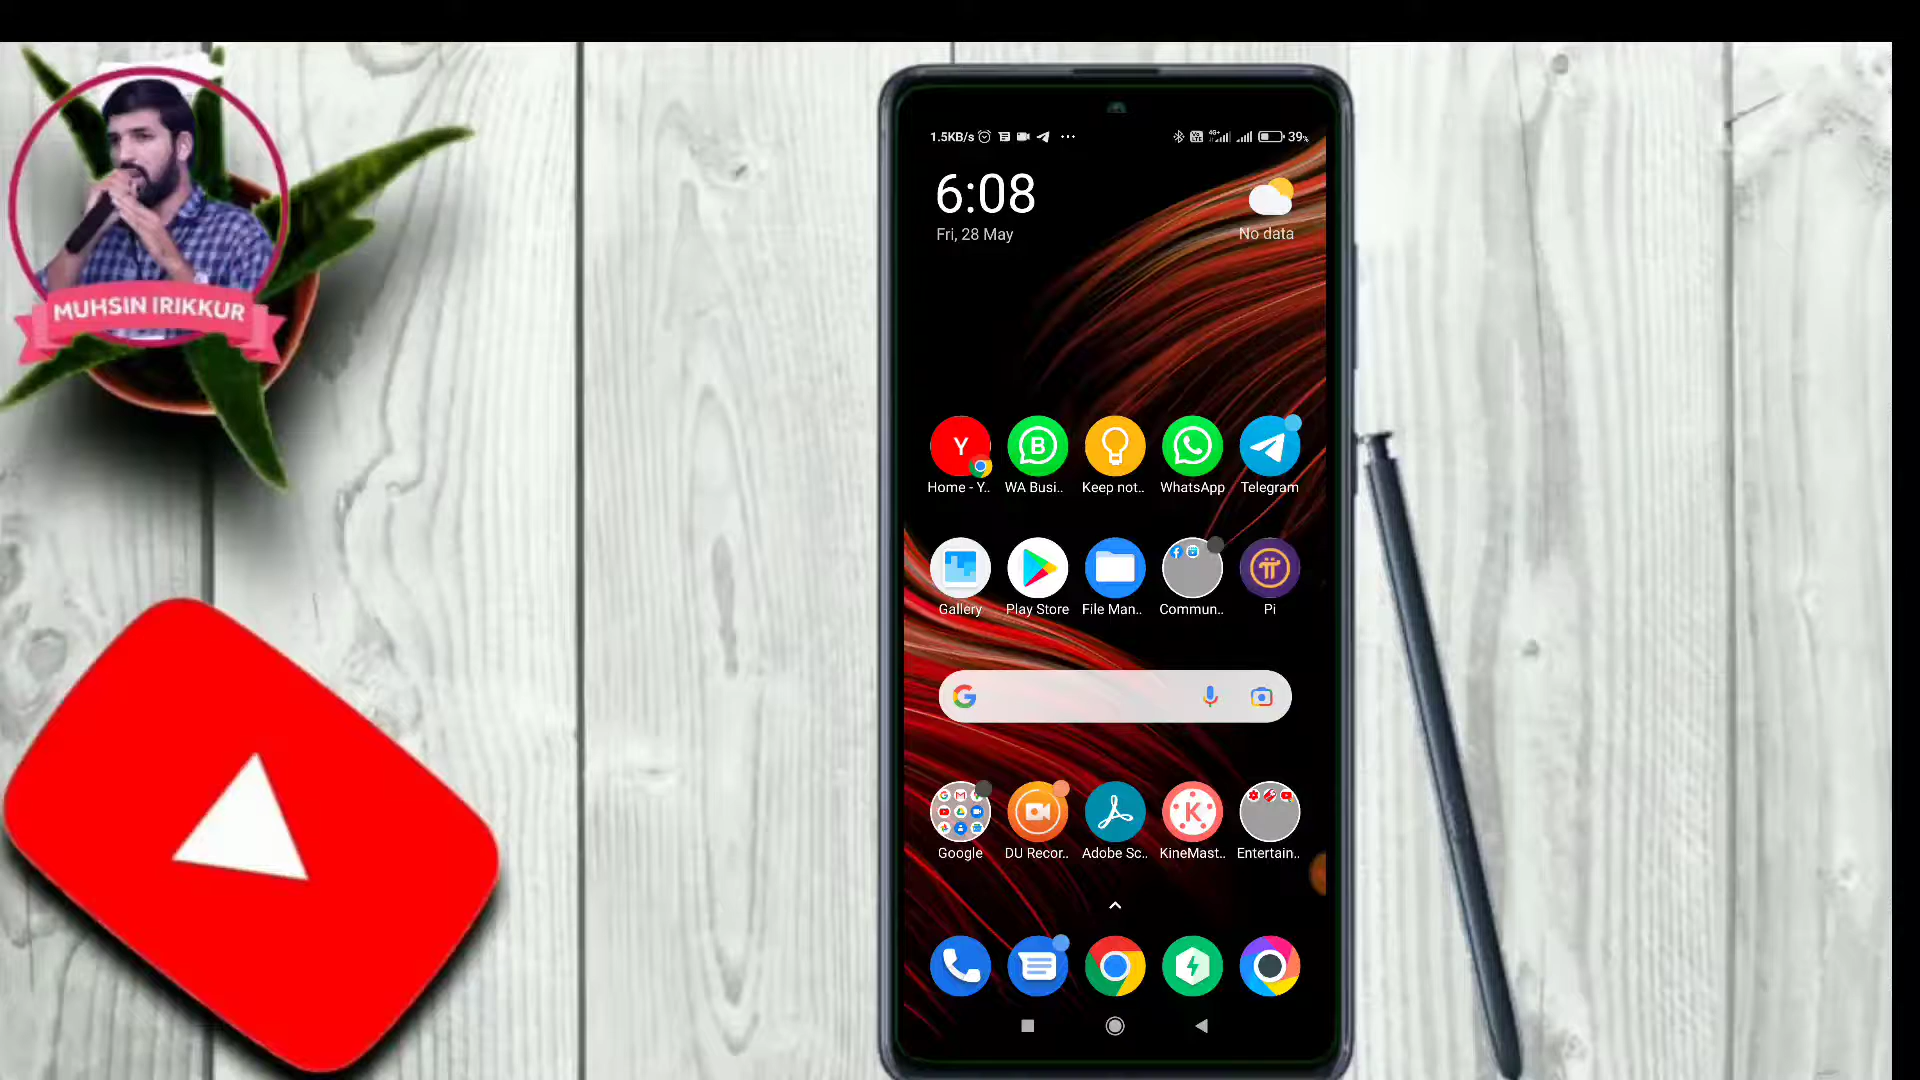 MUHSIN IRIKKUR
1.5KB/s
39%
6:08
Fri, 28 May
No data
Y
Home - Y..
B
WA Busi..
Keep not..
WhatsApp
Telegram
Gallery
Play Store
File Man..
Commun..
Pi
Google
DU Recor..
Adobe Sc..
K
KineMast..
Entertain..